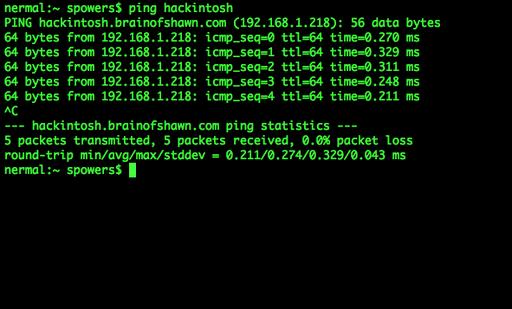 nermal:~ spowers$ ping hackintosh
PING hackintosh.brainofshawn.com (192.168.1.218): 56 data bytes
64 bytes from 192.168.1.218: icmp_seq=0 ttl=64 time=0.270 ms
64 bytes from 192.168.1.218: icmp_seq=1 ttl=64 time=0.329 ms
64 bytes from 192.168.1.218: icmp_seq=2 ttl=64 time=0.311 ms
64 bytes from 192.168.1.218: icmp_seq=3 ttl=64 time=0.248 ms
64 bytes from 192.168.1.218: icmp_seq=4 ttl=64 time=0.211 ms
^C
--- hackintosh.brainofshawn.com ping statistics ---
5 packets transmitted, 5 packets received, 0.0% packet loss
round-trip min/avg/max/stddev = 0.211/0.274/0.329/0.043 ms
nermal:~ spowers$